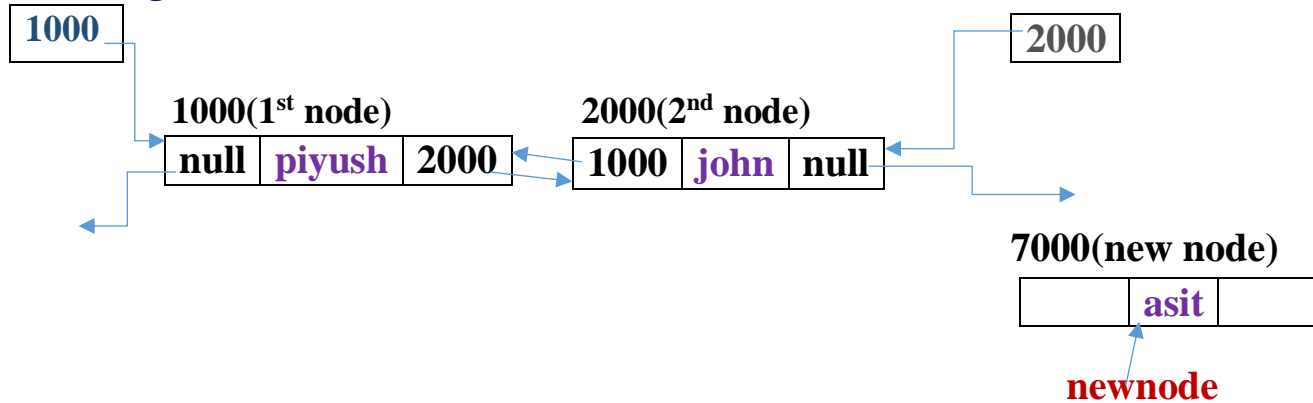 1000
2000
1000(1st node)
2000(2nd node)
null piyush 2000
1000 john null
7000(new node)
asit
newnode